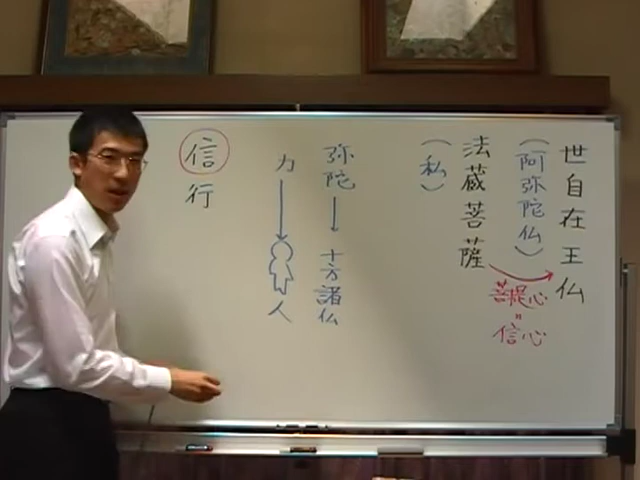 世自在王仏
（阿弥陀仏）
菩提心
=
信心
法蔵菩薩
（私）
弥陀
十方諸仏
力
人
信
行